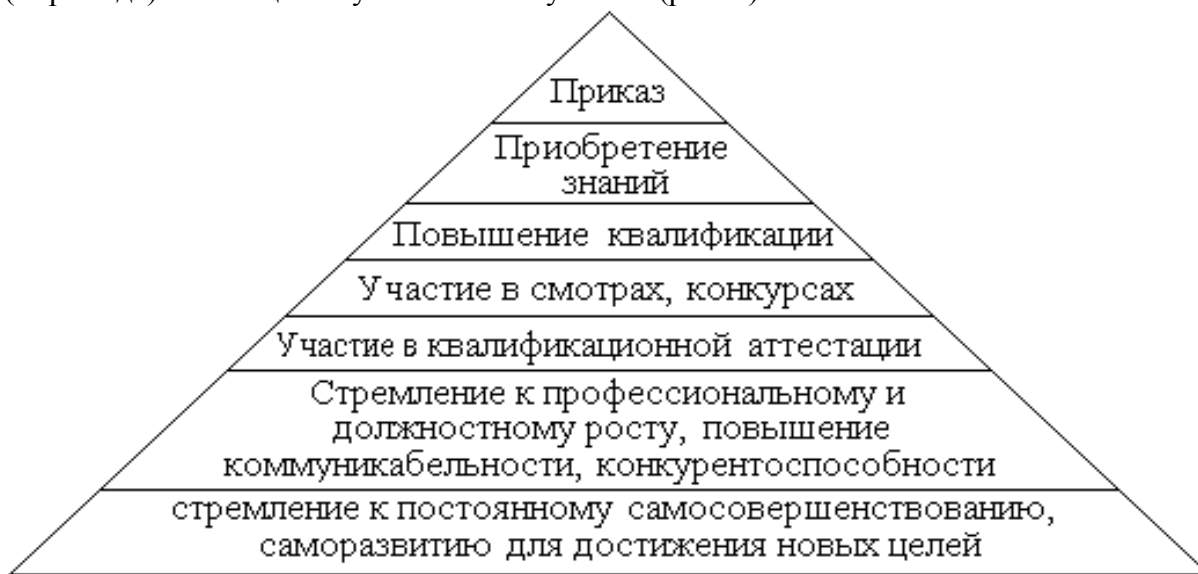 Приказ
Приобретение
знаний
Повышение квалификации
Участие в смотрах, конкурсах
Участие в квалификационной аттестации
Стремление к профессиональному и
должностному росту, повышение
коммуникабельности, конкурентоспособности
стремление к постоянному самосовершенствованию,
саморазвитию для достижения новых целей